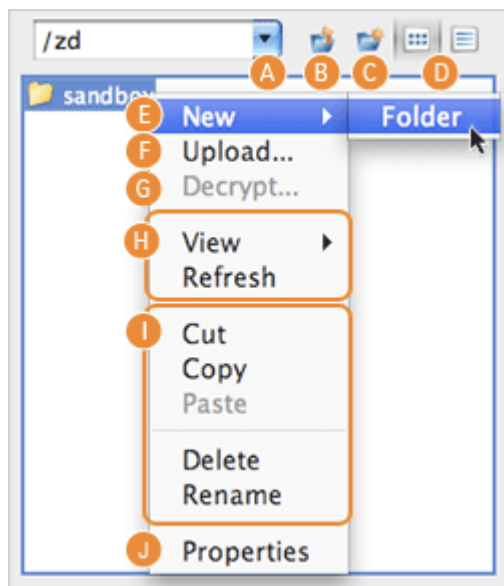 /zd
A B C D
sandbox
E New Folder
F Upload...
G Decrypt...
H View
Refresh
I Cut
Copy
Paste
Delete
Rename
J Properties